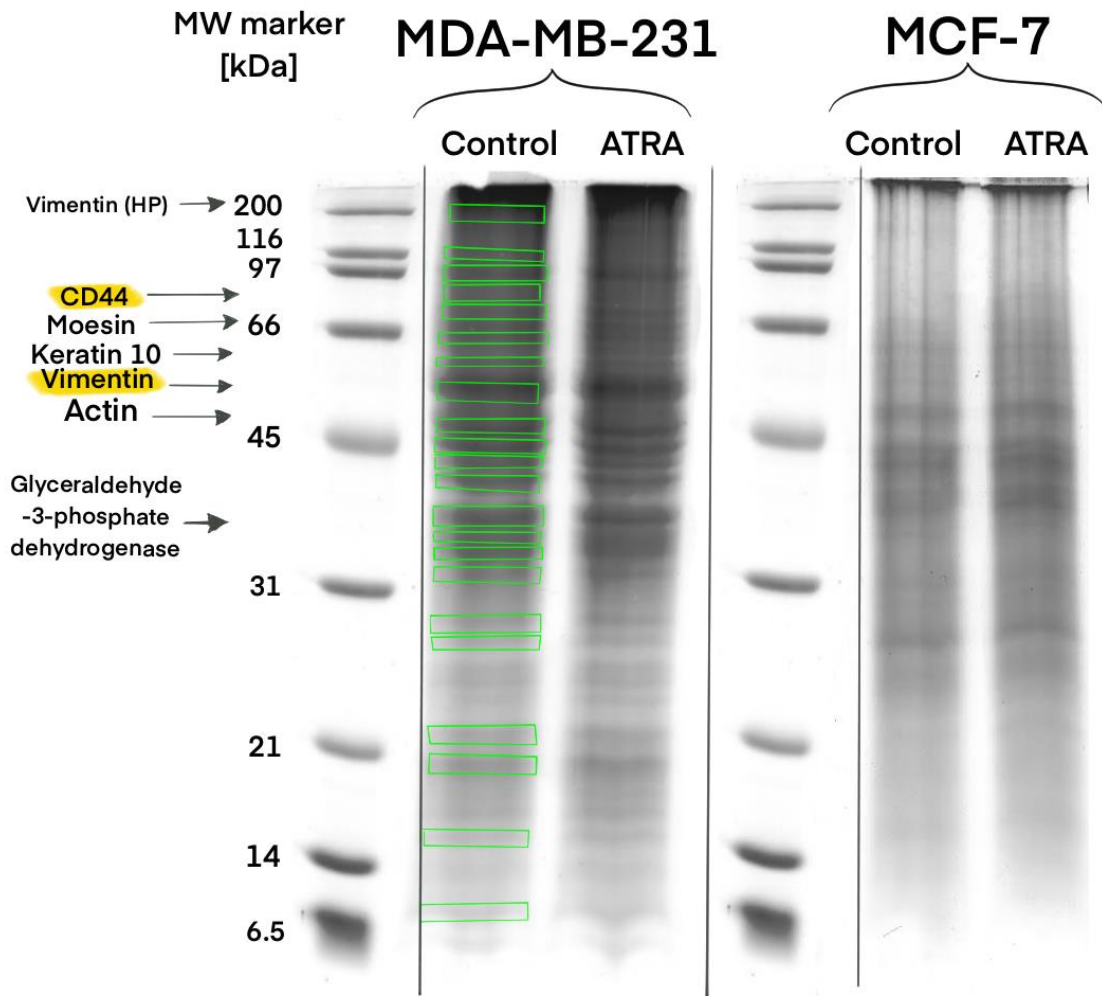 MW marker
[kDa]
MDA-MB-231
MCF-7
Control
ATRA
Control
ATRA
Vimentin (HP)
200
116
97
CD44
Moesin
66
Keratin 10
Vimentin
Actin
45
Glyceraldehyde
-3-phosphate
dehydrogenase
31
21
14
6.5